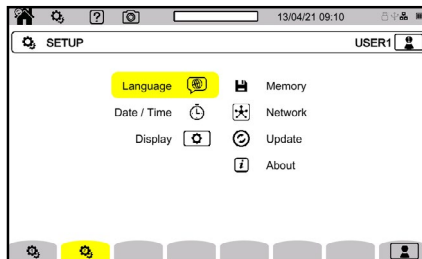 13/04/21 09:10
SETUP USER1
Language Memory
Date / Time Network
Display Update
About